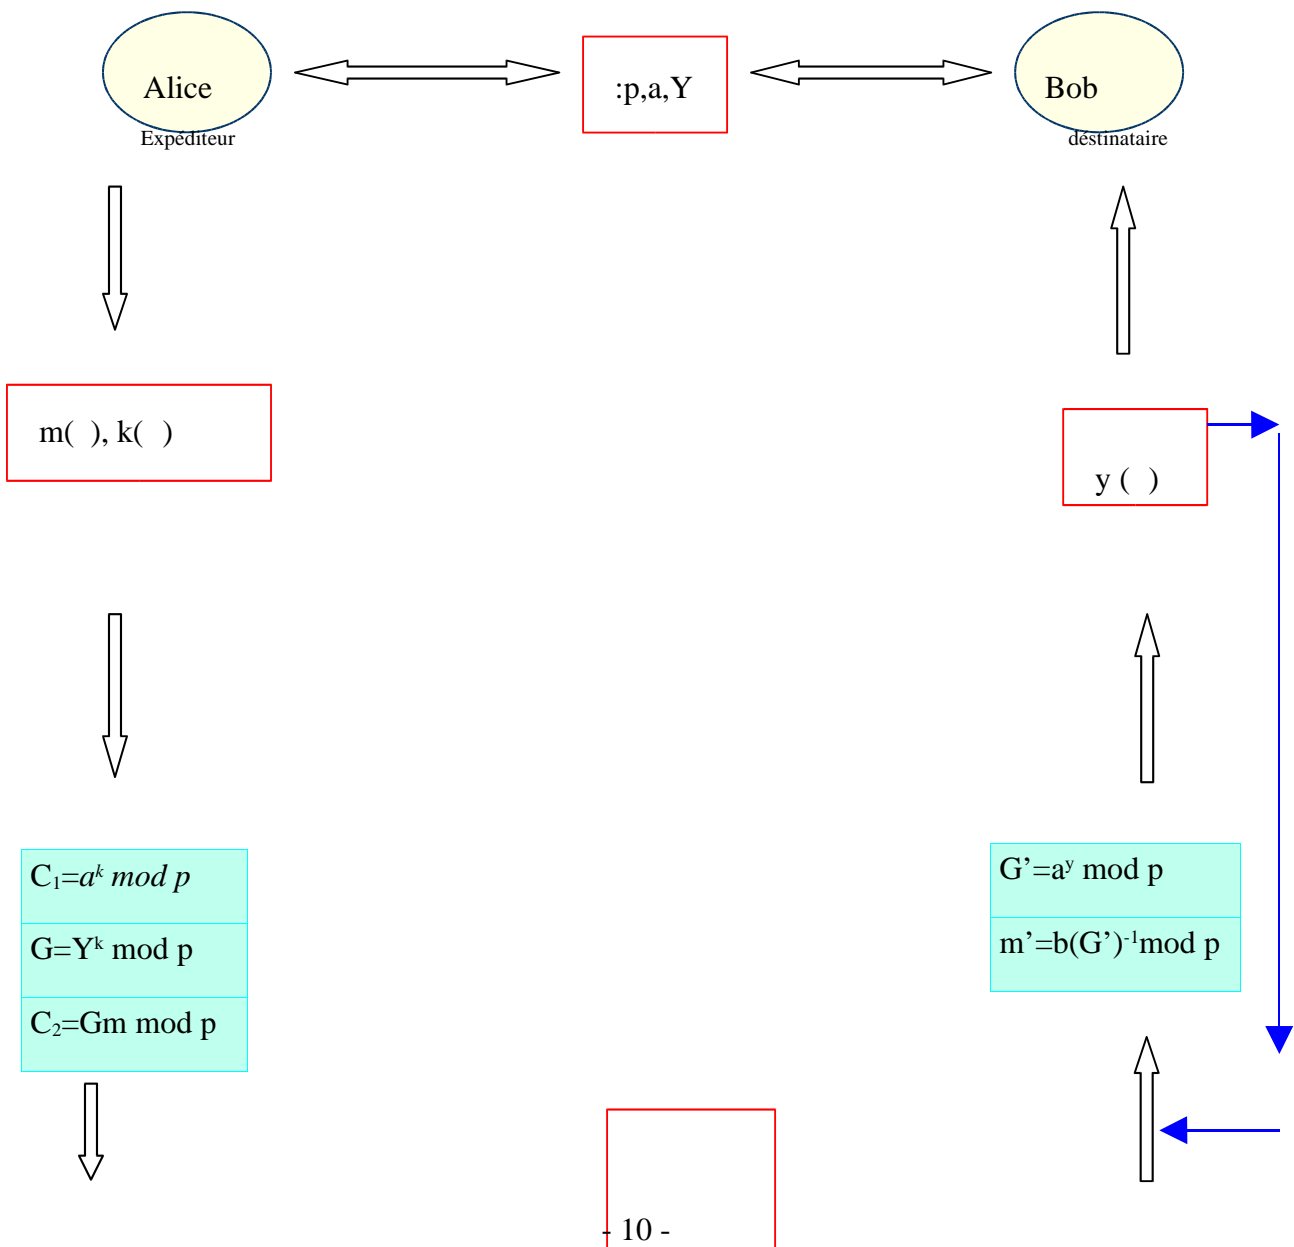 Alice
Expéditeur
:p,a,Y
Bob
déstinataire
m( ), k( )
y ( )
C₁=aᵏ mod p
G=Yᵏ mod p
C₂=Gm mod p
G’=aʸ mod p
m’=b(G’)⁻¹mod p
- 10 -